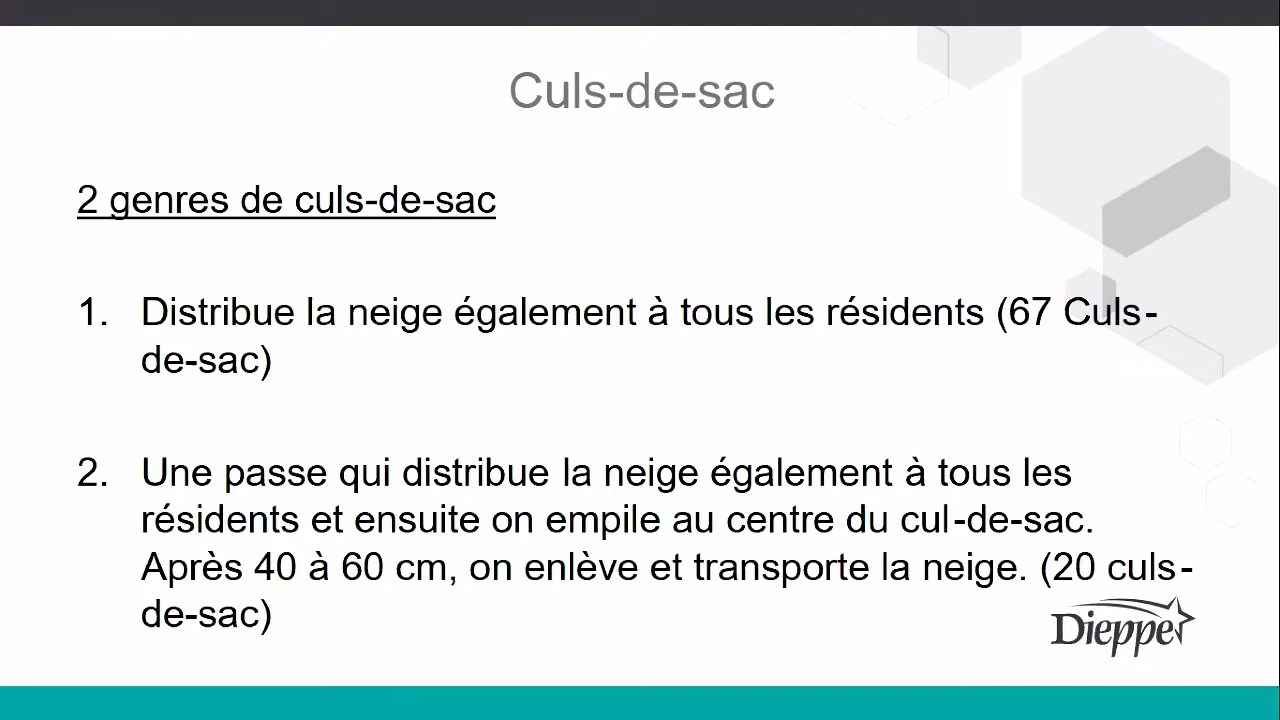 Culs-de-sac
2 genres de culs-de-sac
1. Distribue la neige également à tous les résidents (67 Culs-
de-sac)
2. Une passe qui distribue la neige également à tous les
résidents et ensuite on empile au centre du cul-de-sac.
Après 40 à 60 cm, on enlève et transporte la neige. (20 culs-
de-sac)
Dieppe